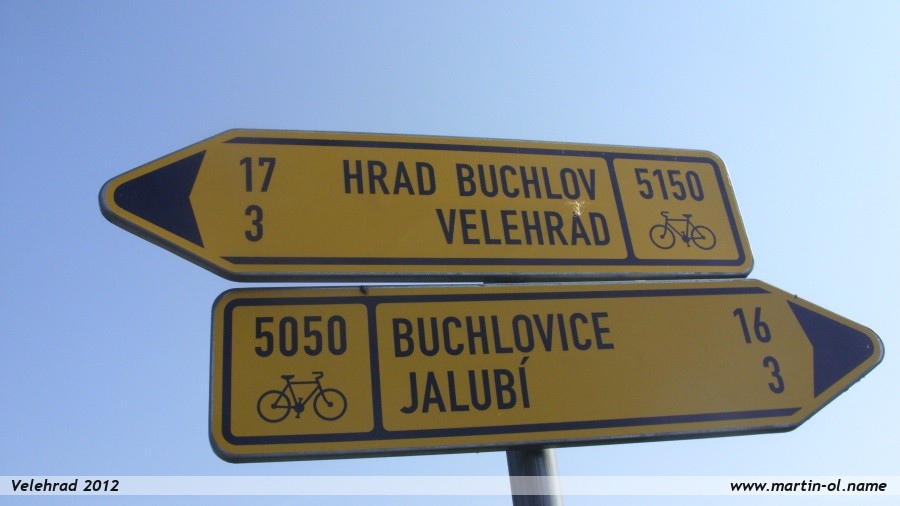 17 HRAD BUCHLOV 5150
3 VELEHRAD
5050 BUCHLOVICE 16
JALUBÍ 3
Velehrad 2012 www.martin-ol.name